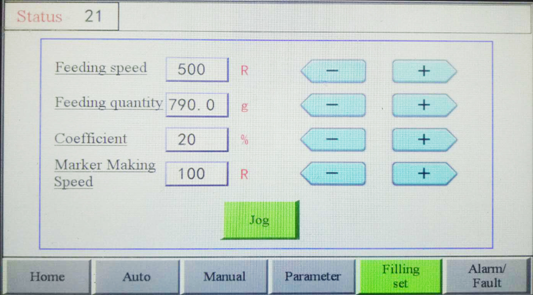 Status 21
Feeding speed 500 R − +
Feeding quantity 790.0 g − +
Coefficient 20 % − +
Marker Making
Speed 100 R − +
Jog
Home Auto Manual Parameter Filling
set Alarm/
Fault